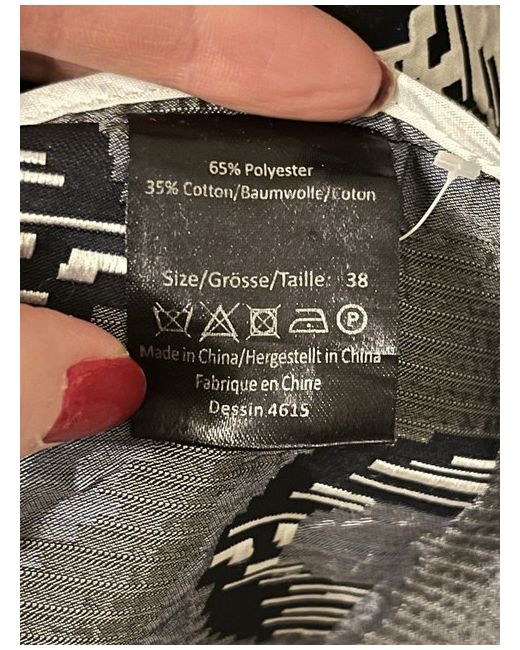 65% Polyester
35% Cotton/Baumwolle/Coton
Size/Grösse/Taille: 38
P
Made in China/Hergestellt in China
Fabriqué en Chine
Dessin 4615